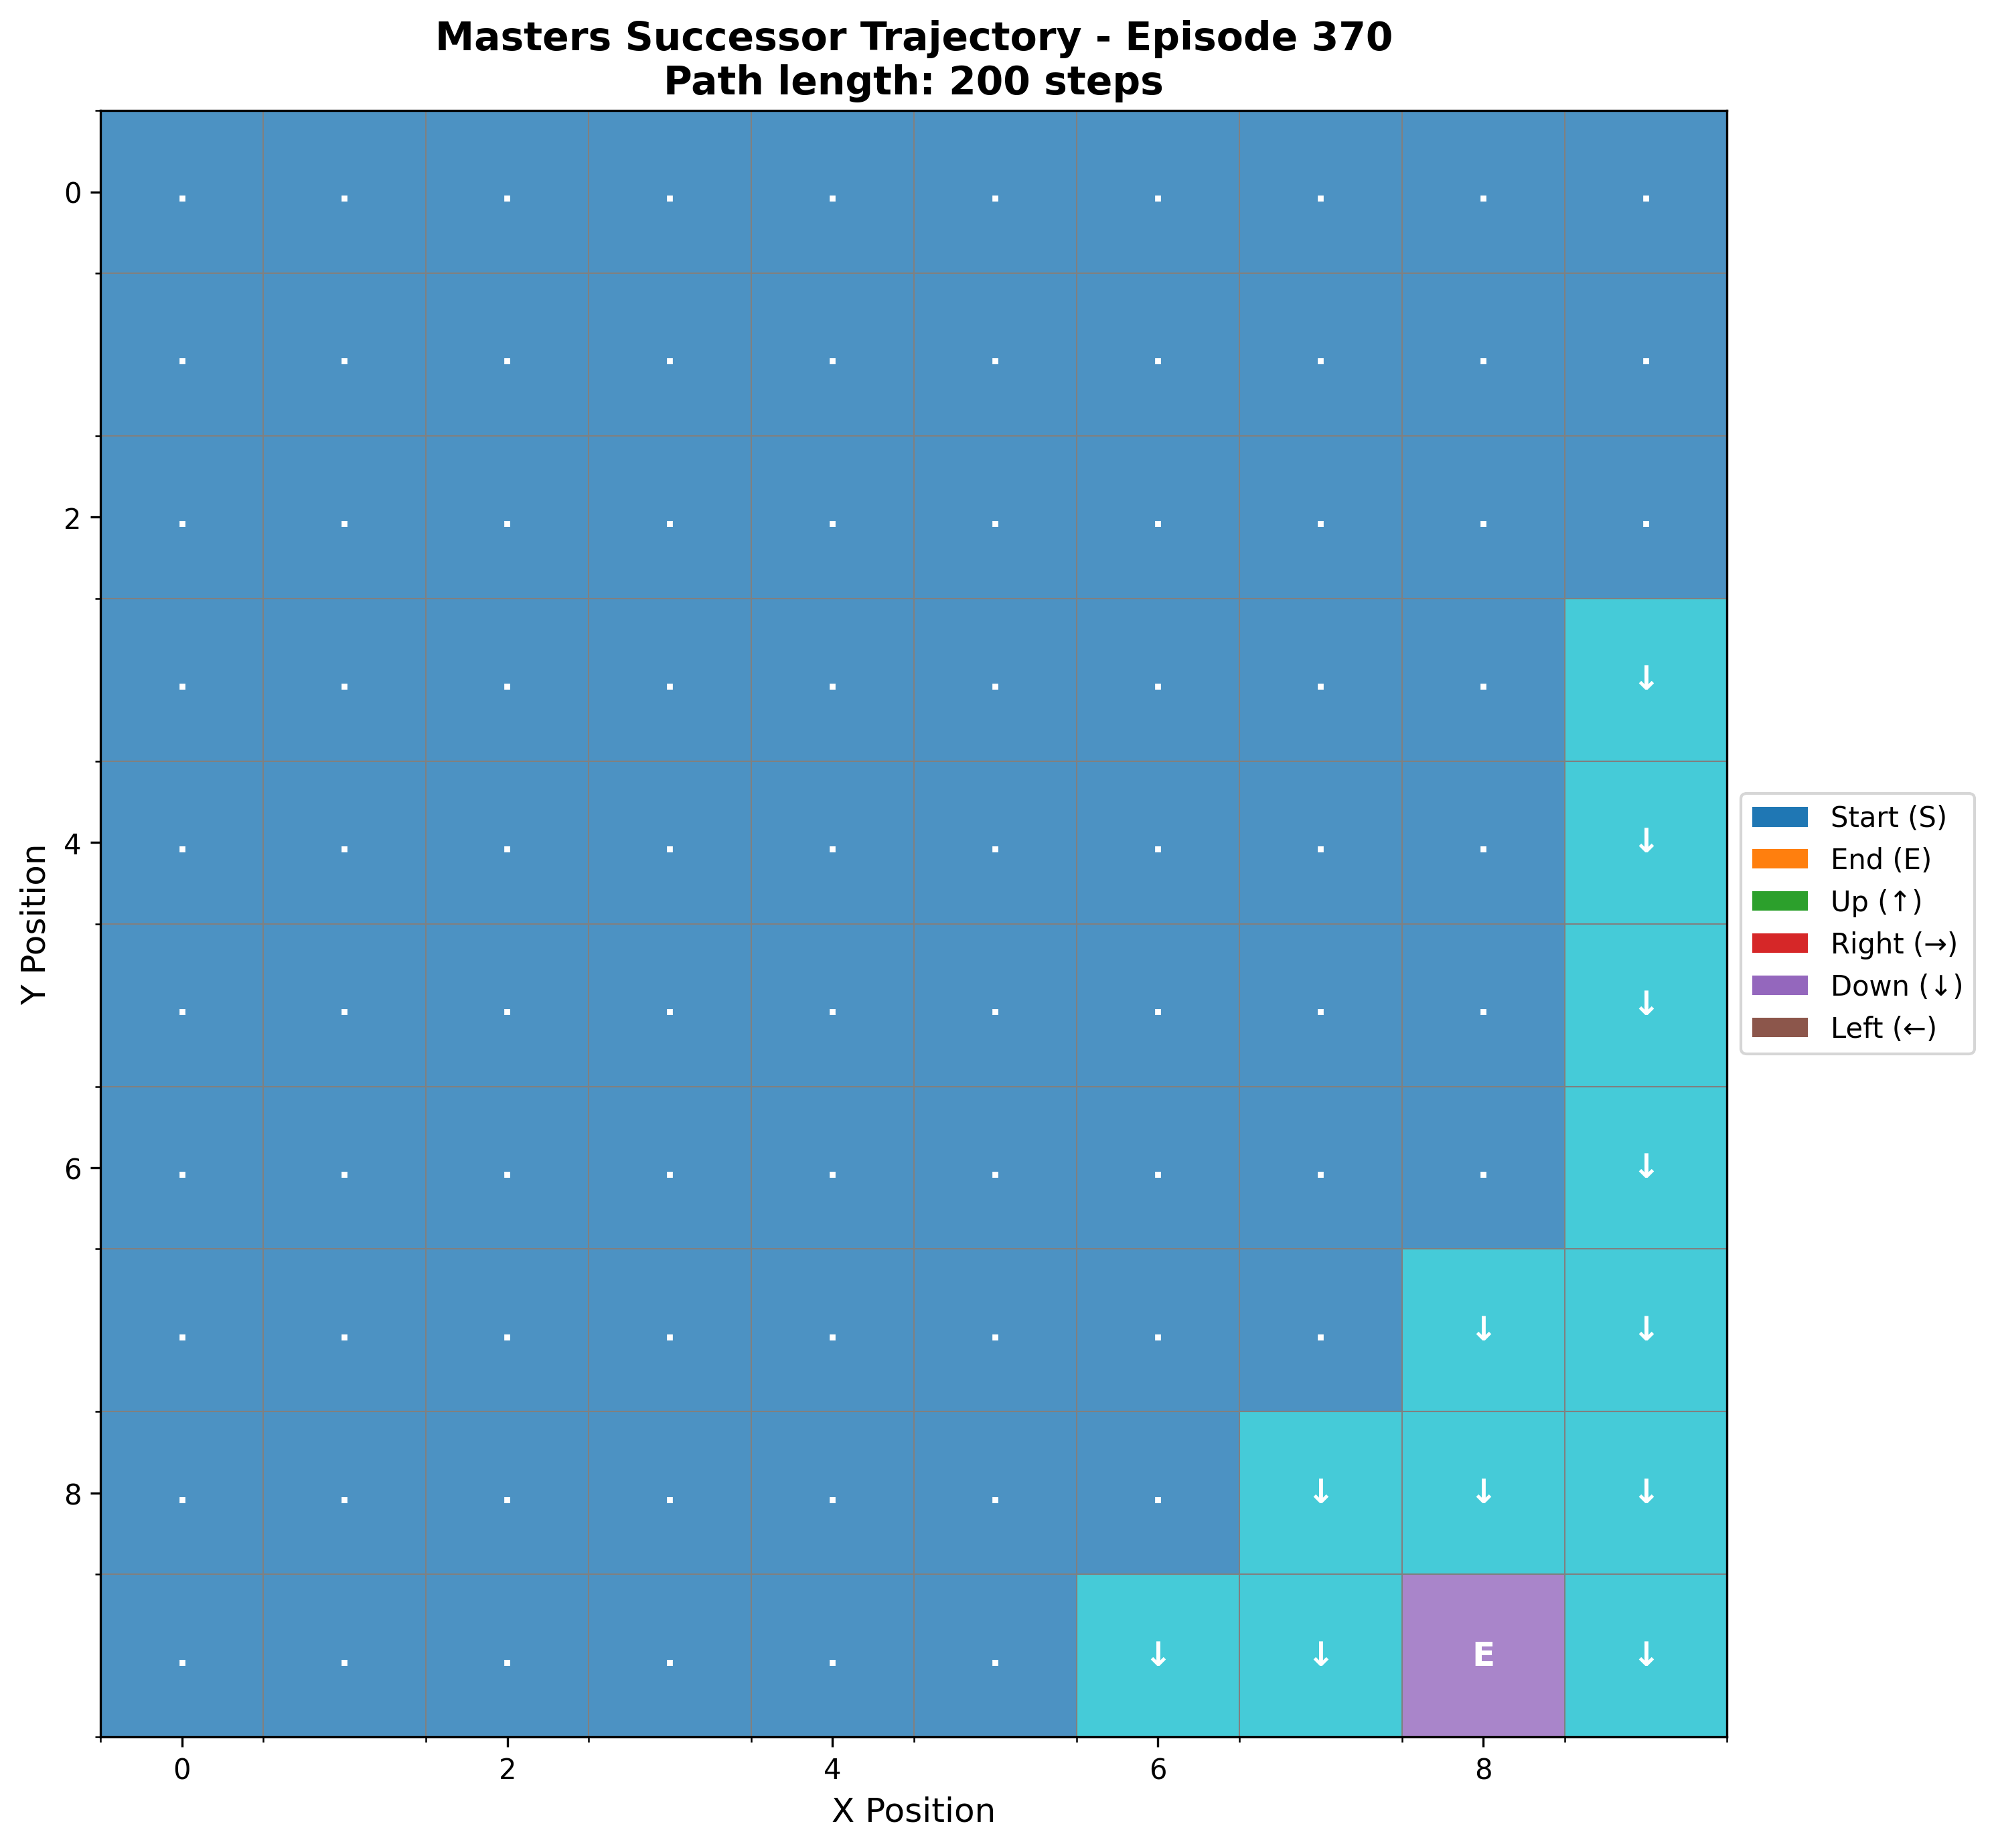 Masters Successor Trajectory - Episode 370
Path length: 200 steps
0
2
↓
4
↓
↓
6
↓
↓ ↓
8
↓ ↓ ↓
↓ ↓ E ↓
0 2 4 6 8
X Position
Y Position
Start (S)
End (E)
Up (↑)
Right (→)
Down (↓)
Left (←)